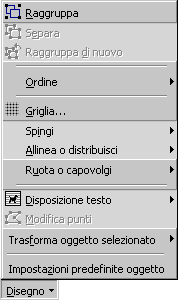 Raggruppa
Separa
Raggruppa di nuovo
Ordine
Griglia...
Spingi
Allinea o distribuisci
Ruota o capovolgi
Disposizione testo
Modifica punti
Trasforma oggetto selezionato
Impostazioni predefinite oggetto
Disegno